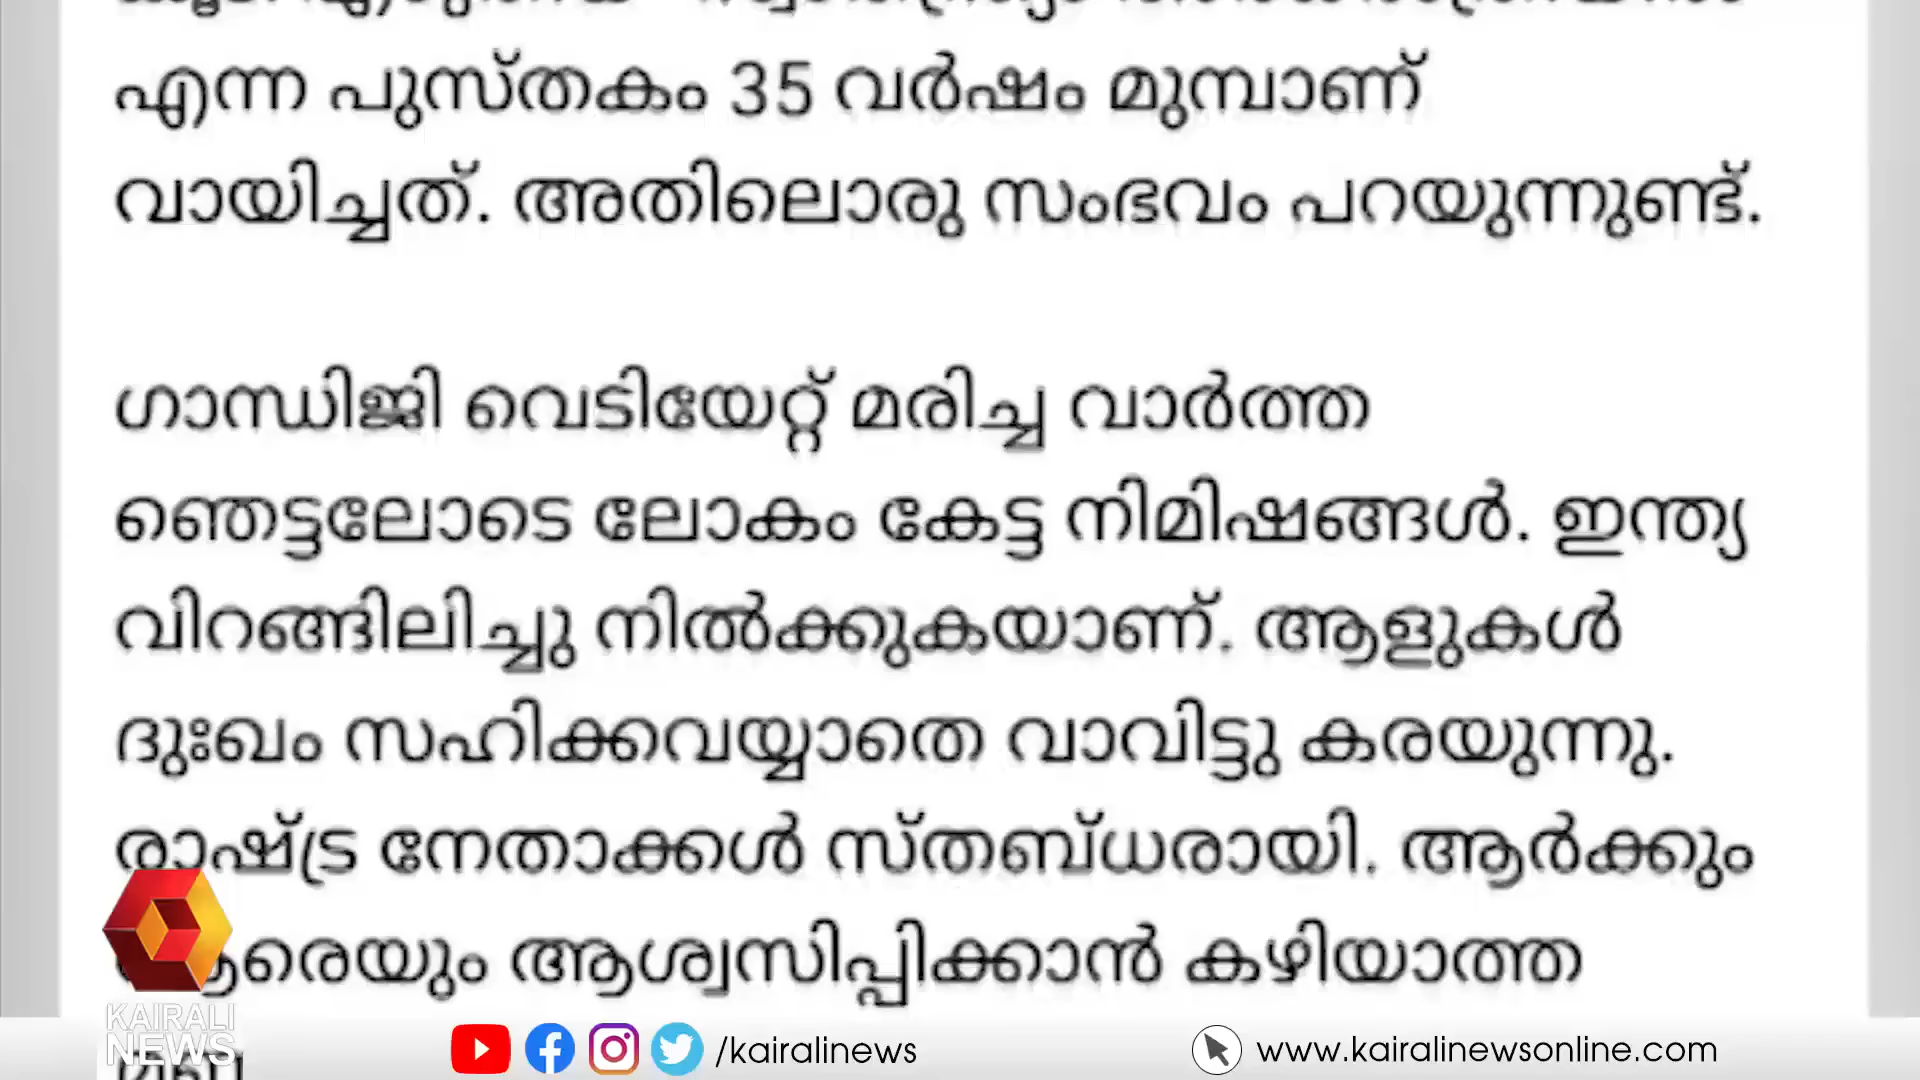 എന്ന പുസ്തകം 35 വർഷം മുമ്പാണ്
വായിച്ചത്. അതിലൊരു സംഭവം പറയുന്നുണ്ട്.
ഗാന്ധിജി വെടിയേറ്റ് മരിച്ച വാർത്ത
ഞെട്ടലോടെ ലോകം കേട്ട നിമിഷങ്ങൾ. ഇന്ത്യ
വിറങ്ങിലിച്ചു നിൽക്കുകയാണ്. ആളുകൾ
ദുഃഖം സഹിക്കവയ്യാതെ വാവിട്ടു കരയുന്നു.
രാഷ്ട്ര നേതാക്കൾ സ്തബ്ധരായി. ആർക്കും
ആരെയും ആശ്വസിപ്പിക്കാൻ കഴിയാത്ത
KAIRALI
NEWS
/kairalinews
www.kairalinewsonline.com